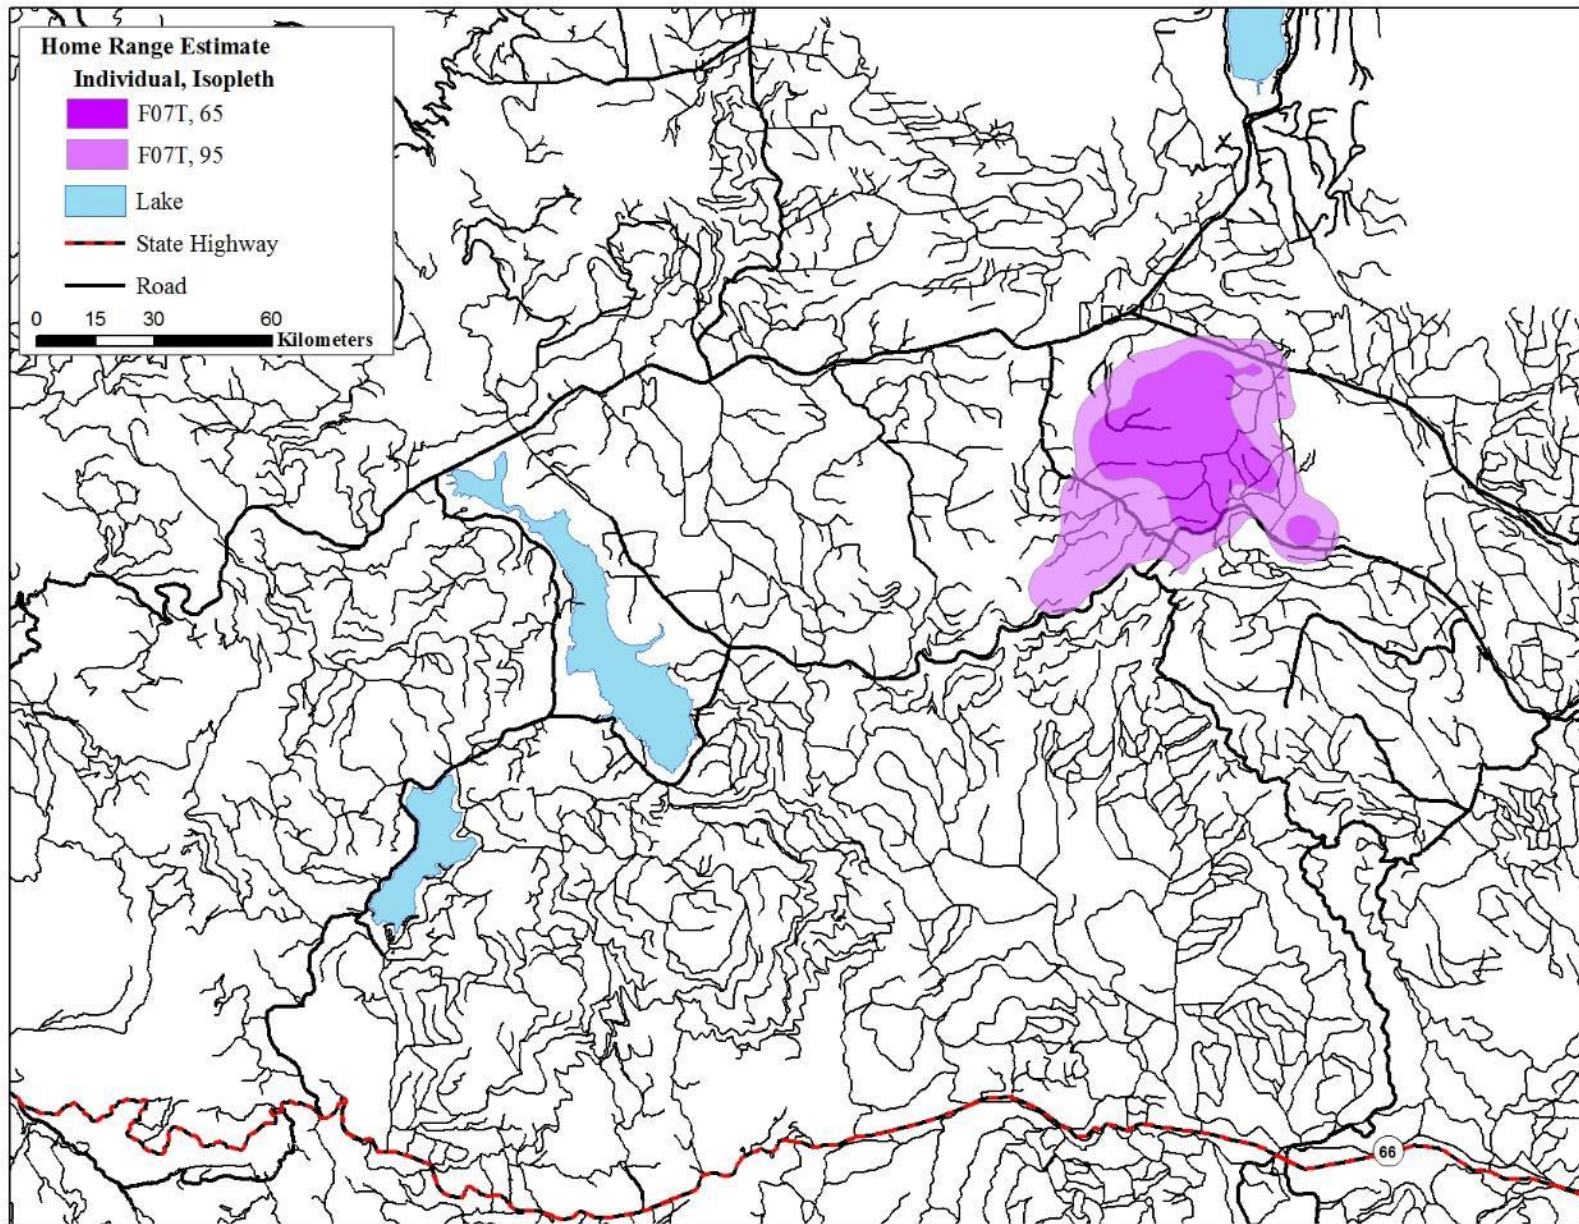 Home Range Estimate
Individual, Isopleth
F07T, 65
F07T, 95
Lake
State Highway
Road
0 15 30 60
Kilometers
66